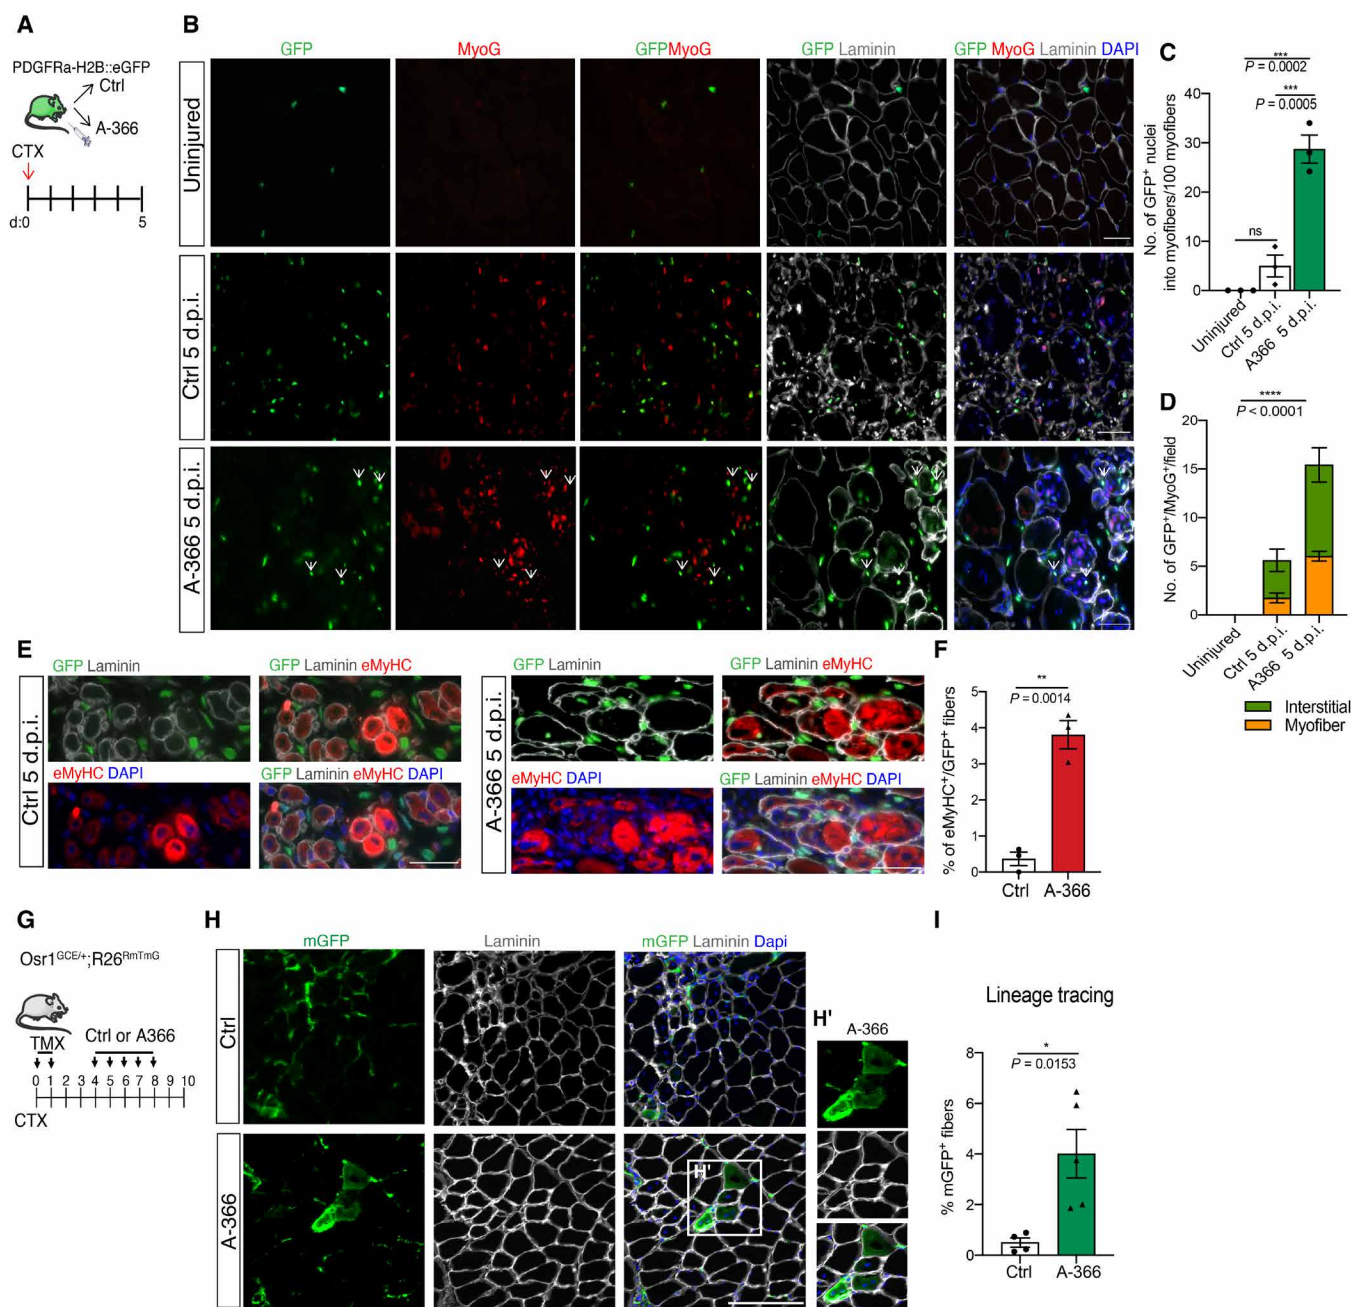 A
PDGFRa-H2B::eGFP
Ctrl
A-366
CTX
d:0
5
B
GFP
MyoG
GFPMyoG
GFP Laminin
GFP MyoG Laminin DAPI
Uninjured
Ctrl 5 d.p.i.
A-366 5 d.p.i.
C
***
P = 0.0002
***
P = 0.0005
ns
No. of GFP⁺ nuclei
into myofibers/100 myofibers
40
30
20
10
0
Uninjured
Ctrl 5 d.p.i.
A366 5 d.p.i.
D
****
P < 0.0001
No. of GFP⁺/MyoG⁺/field
20
15
10
5
0
Uninjured
Ctrl 5 d.p.i.
A366 5 d.p.i.
Interstitial
Myofiber
E
Ctrl 5 d.p.i.
GFP Laminin
GFP Laminin eMyHC
eMyHC DAPI
GFP Laminin eMyHC DAPI
A-366 5 d.p.i.
GFP Laminin
GFP Laminin eMyHC
eMyHC DAPI
GFP Laminin eMyHC DAPI
F
**
P = 0.0014
% of eMyHC⁺/GFP⁺ fibers
5
4
3
2
1
0
Ctrl
A-366
G
Osr1GCE/+;R26RmTmG
TMX
Ctrl or A366
0 1 2 3 4 5 6 7 8 9 10
CTX
H
mGFP
Laminin
mGFP Laminin Dapi
Ctrl
A-366
H'
H'
A-366
I
Lineage tracing
*
P = 0.0153
% mGFP⁺ fibers
8
6
4
2
0
Ctrl
A-366